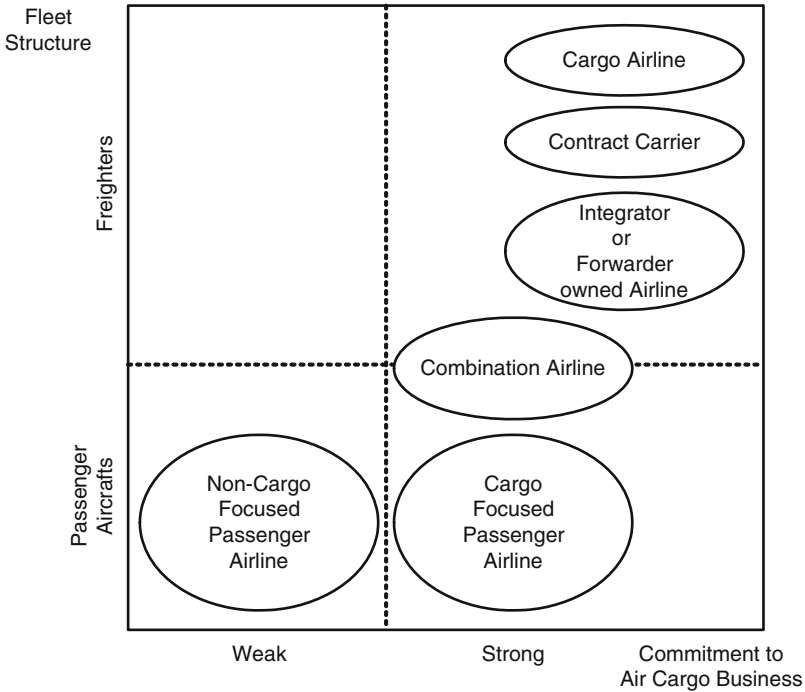 Fleet
Structure
Freighters
Passenger
Aircrafts
Cargo Airline
Contract Carrier
Integrator
or
Forwarder
owned Airline
Combination Airline
Non-Cargo
Focused
Passenger
Airline
Cargo
Focused
Passenger
Airline
Weak
Strong
Commitment to
Air Cargo Business